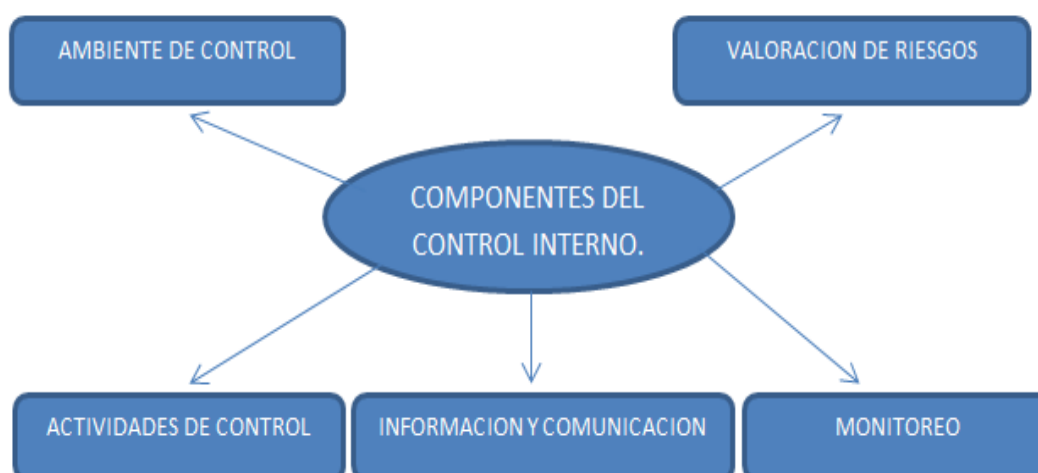 AMBIENTE DE CONTROL
VALORACION DE RIESGOS
COMPONENTES DEL
CONTROL INTERNO.
ACTIVIDADES DE CONTROL
INFORMACION Y COMUNICACION
MONITOREO